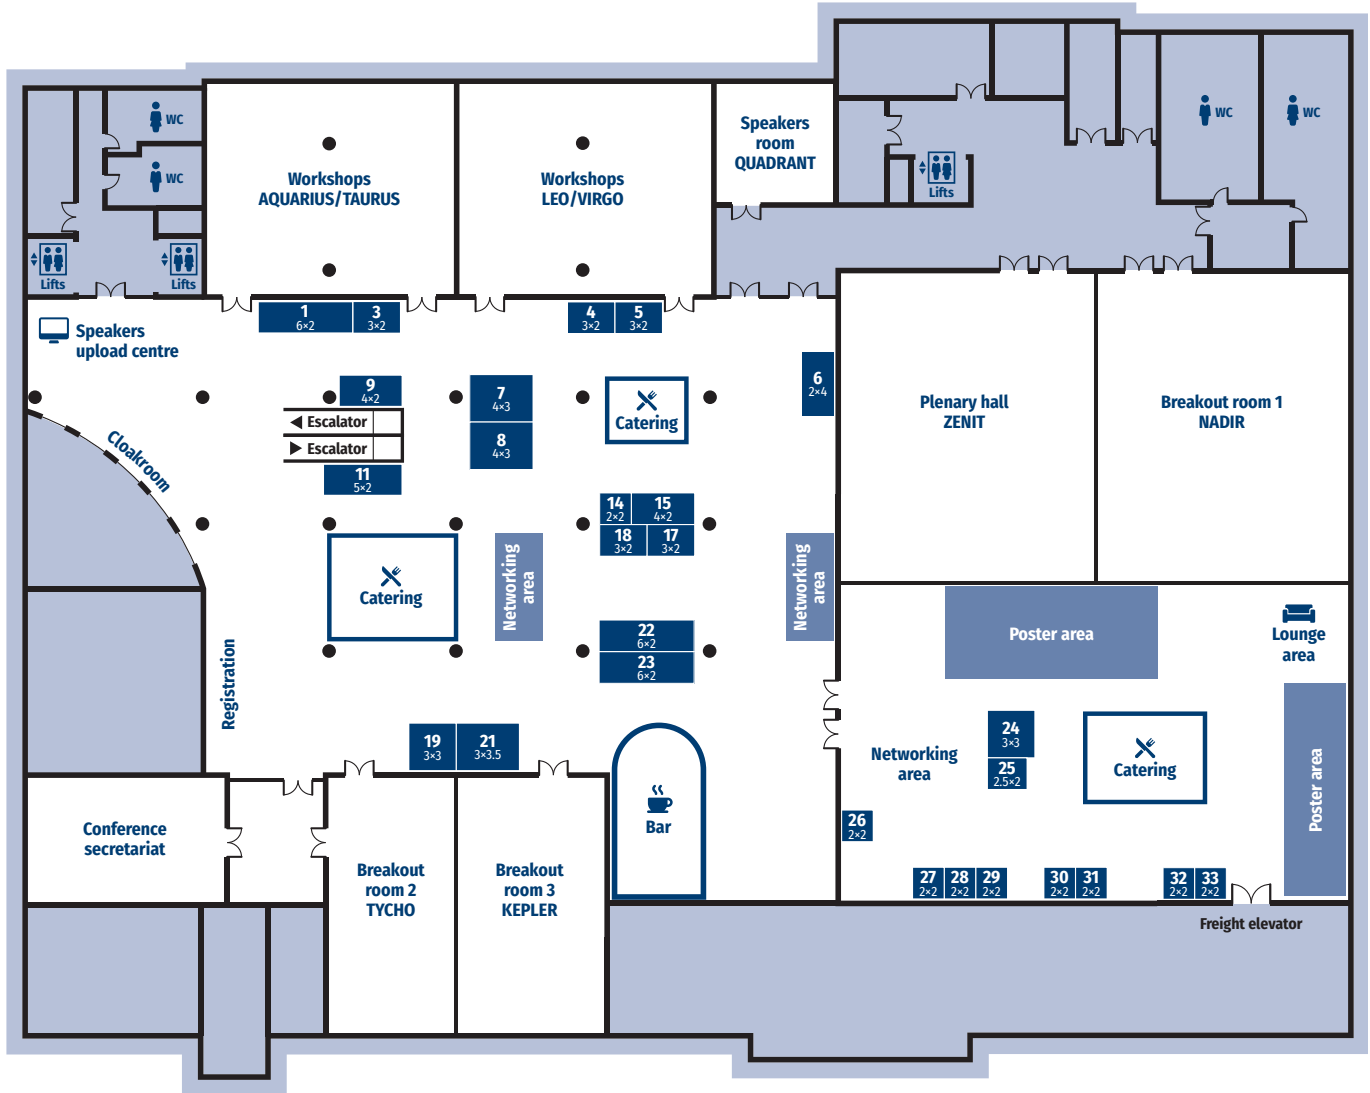 WC
WC
Lifts
Lifts
Workshops
AQUARIUS/TAURUS
Workshops
LEO/VIRGO
Speakers
room
QUADRANT
Lifts
WC
WC
Speakers
upload centre
1
6×2
3
3×2
4
3×2
5
3×2
6
2×4
9
4×2
Escalator
Escalator
11
5×2
7
4×3
8
4×3
Catering
Cloakroom
Plenary hall
ZENIT
Breakout room 1
NADIR
14
2×2
15
4×2
18
3×2
17
3×2
Catering
Networking
area
Networking
area
22
6×2
23
6×2
Registration
Poster area
Lounge
area
19
3×3
21
3×3.5
Bar
Networking
area
24
3×3
25
2.5×2
Catering
Poster area
26
2×2
27
2×2
28
2×2
29
2×2
30
2×2
31
2×2
32
2×2
33
2×2
Freight elevator
Conference
secretariat
Breakout
room 2
TYCHO
Breakout
room 3
KEPLER